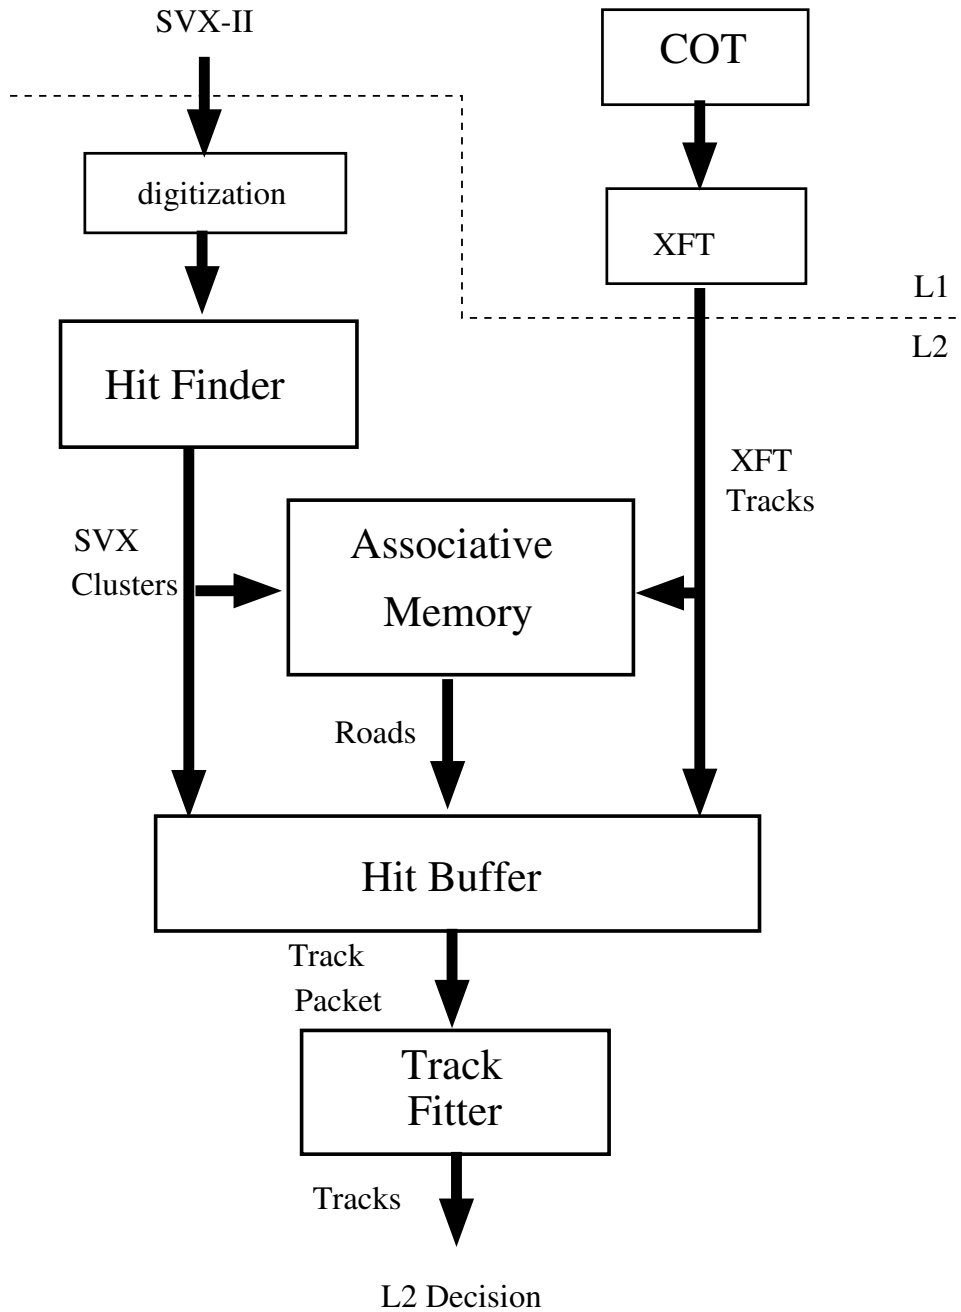 SVX-II
COT
digitization
XFT
L1
L2
Hit Finder
XFT
Tracks
SVX
Clusters
Associative
Memory
Roads
Hit Buffer
Track
Packet
Track
Fitter
Tracks
L2 Decision